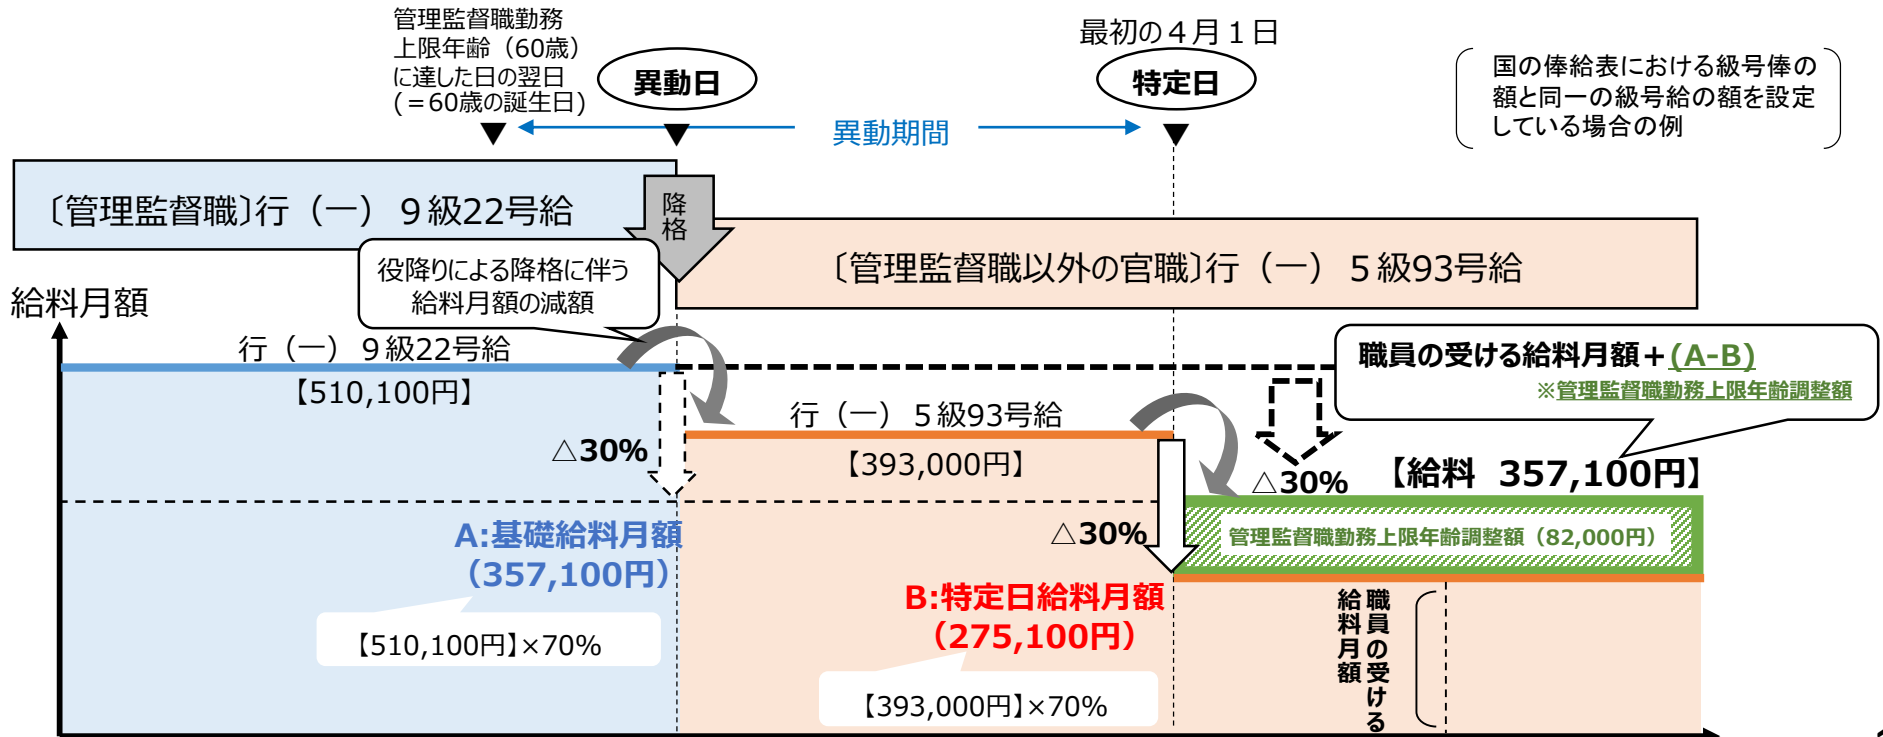 管理監督職勤務
上限年齢（60歳）
に達した日の翌日
(＝60歳の誕生日)
異動日
最初の４月１日
特定日
異動期間
国の俸給表における級号俸の
額と同一の級号給の額を設定
している場合の例
〔管理監督職〕行（一）９級22号給
降格
〔管理監督職以外の官職〕行（一）５級93号給
役降りによる降格に伴う
給料月額の減額
給料月額
行（一）９級22号給
【510,100円】
△30%
行（一）５級93号給
【393,000円】
△30%
職員の受ける給料月額＋(A-B)
※管理監督職勤務上限年齢調整額
△30%
【給料 357,100円】
管理監督職勤務上限年齢調整額（82,000円）
A:基礎給料月額
（357,100円）
【510,100円】×70%
B:特定日給料月額
（275,100円）
【393,000円】×70%
職員の受ける
給料月額